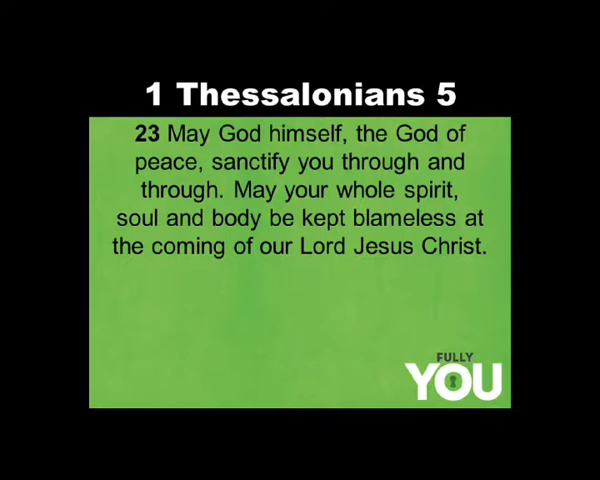 1 Thessalonians 5
23 May God himself, the God of
peace, sanctify you through and
through. May your whole spirit,
soul and body be kept blameless at
the coming of our Lord Jesus Christ.
FULLY
YOU